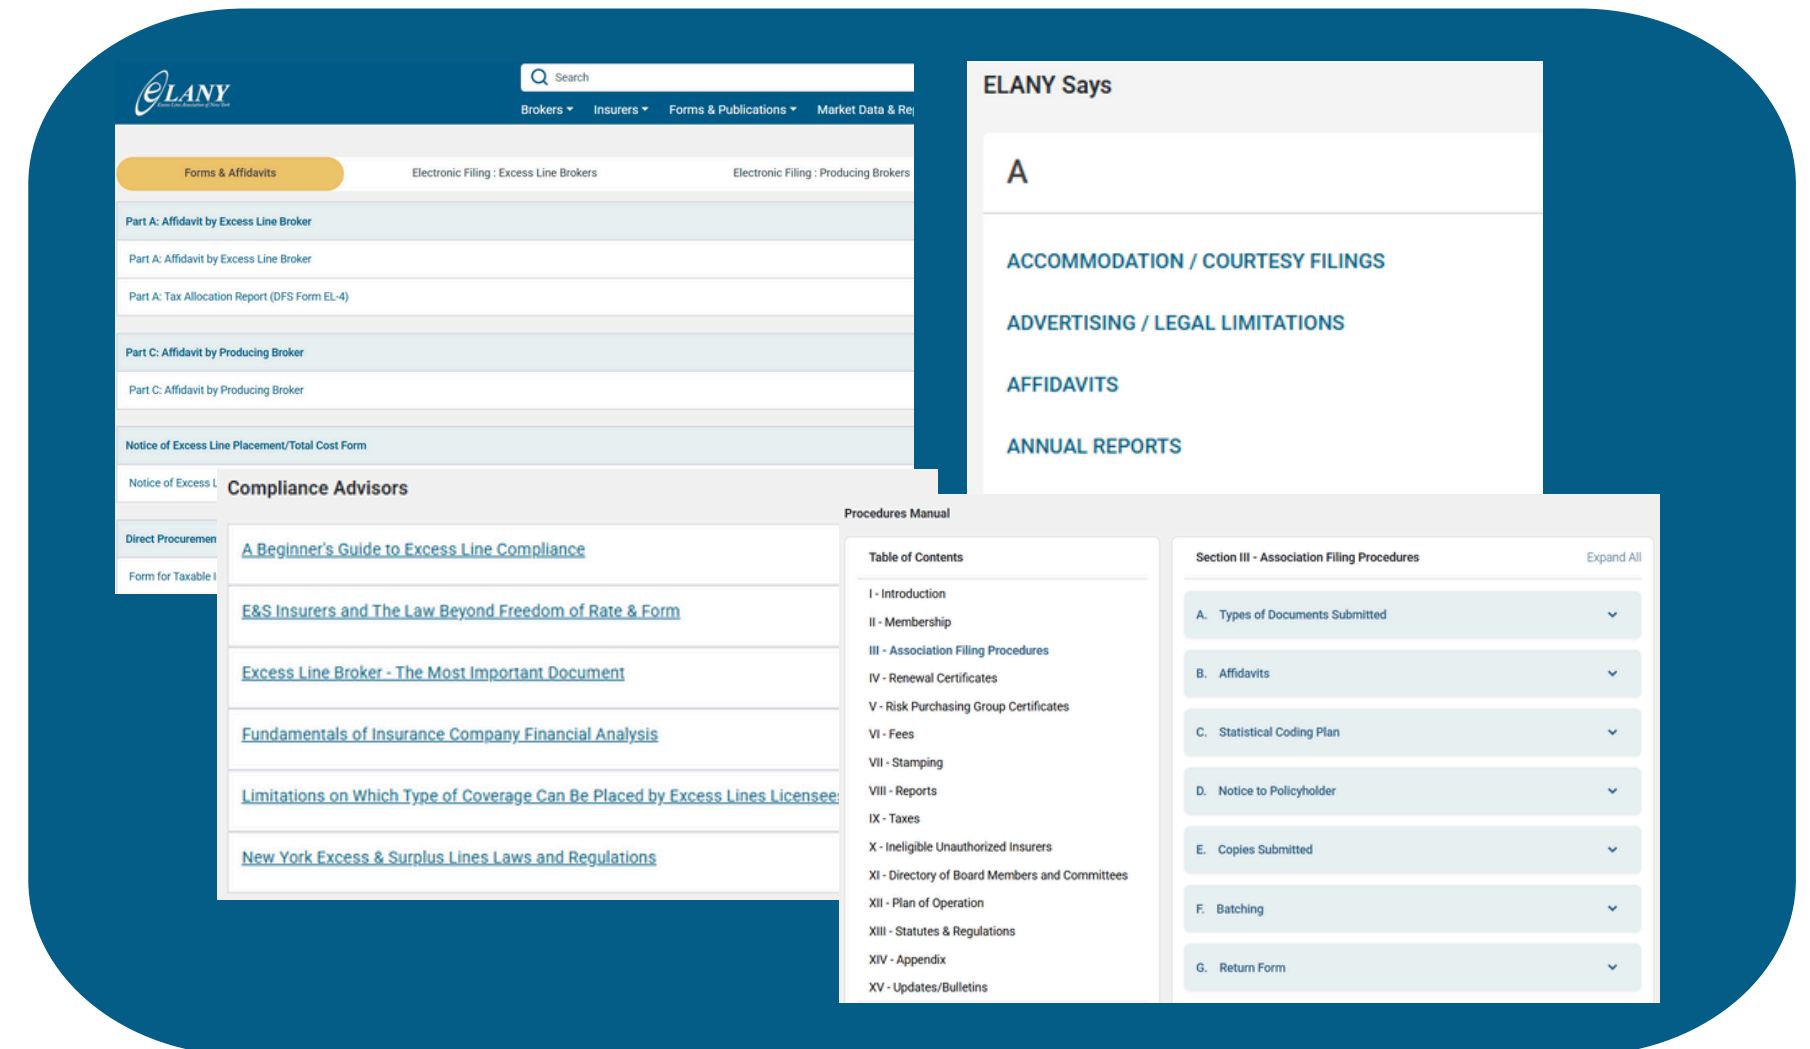 eLANY
Excess Line Association of New York
Search
Brokers
Insurers
Forms & Publications
Market Data &
Forms & Affidavits
Electronic Filing : Excess Line Brokers
Electronic Filing : Producing Brokers
Part A: Affidavit by Excess Line Broker
Part A: Affidavit by Excess Line Broker
Part A: Tax Allocation Report (DFS Form EL-4)
Part C: Affidavit by Producing Broker
Part C: Affidavit by Producing Broker
Notice of Excess Line Placement/Total Cost Form
Notice of Excess
Direct
Form for Taxable
ELANY Says
A
ACCOMMODATION / COURTESY FILINGS
ADVERTISING / LEGAL LIMITATIONS
AFFIDAVITS
ANNUAL REPORTS
Compliance Advisors
A Beginner's Guide to Excess Line Compliance
E&S Insurers and The Law Beyond Freedom of Rate & Form
Excess Line Broker - The Most Important Document
Fundamentals of Insurance Company Financial Analysis
Limitations on Which Type of Coverage Can Be Placed by Excess Lines Licensees
New York Excess & Surplus Lines Laws and Regulations
Procedures Manual
Table of Contents
I - Introduction
II - Membership
III - Association Filing Procedures
IV - Renewal Certificates
V - Risk Purchasing Group Certificates
VI - Fees
VII - Stamping
VIII - Reports
IX - Taxes
X - Ineligible Unauthorized Insurers
XI - Directory of Board Members and Committees
XII - Plan of Operation
XIII - Statutes & Regulations
XIV - Appendix
XV - Updates/Bulletins
Section III - Association Filing Procedures
Expand All
A. Types of Documents Submitted
B. Affidavits
C. Statistical Coding Plan
D. Notice to Policyholder
E. Copies Submitted
F. Batching
G. Return Form